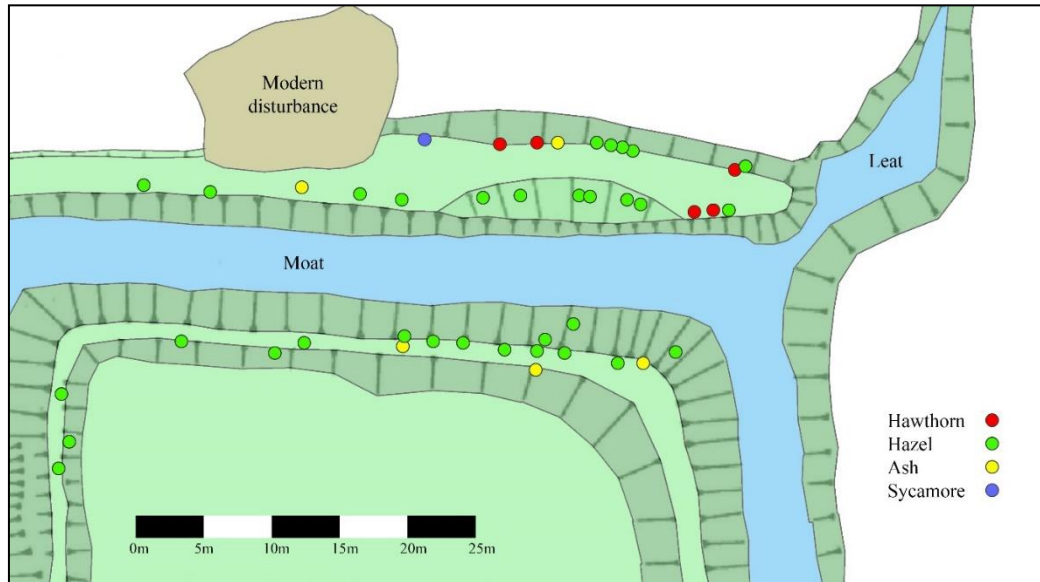 Modern
disturbance
Leat
Moat
Hawthorn
Hazel
Ash
Sycamore
0m 5m 10m 15m 20m 25m